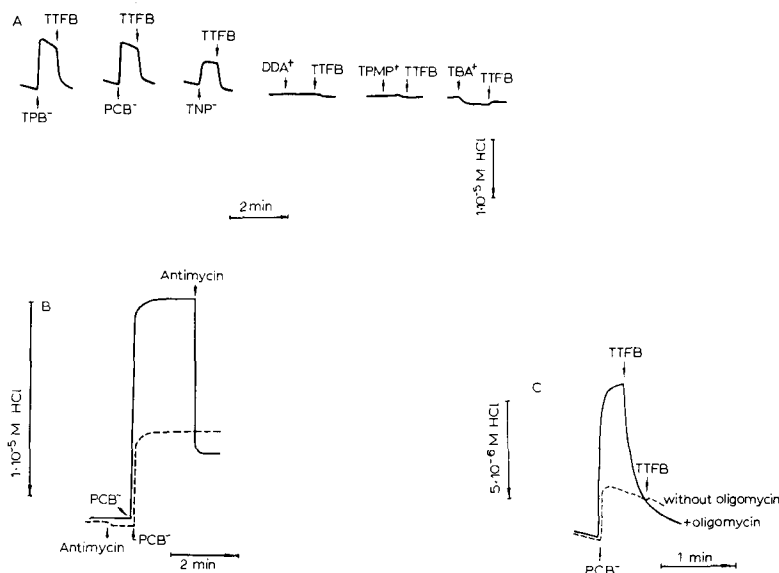 A
TTFB TTFB TTFB
DDA⁺ TTFB TPMP⁺ TTFB TBA⁺ TTFB
TPB⁻ PCB⁻ TNP⁻
2 min
1·10⁻⁵ M HCl
B
Antimycin
1·10⁻⁵ M HCl
PCB⁻
Antimycin
PCB⁻
2 min
C
TTFB
5·10⁻⁶ M HCl
TTFB
without oligomycin
+oligomycin
PCB⁻
1 min